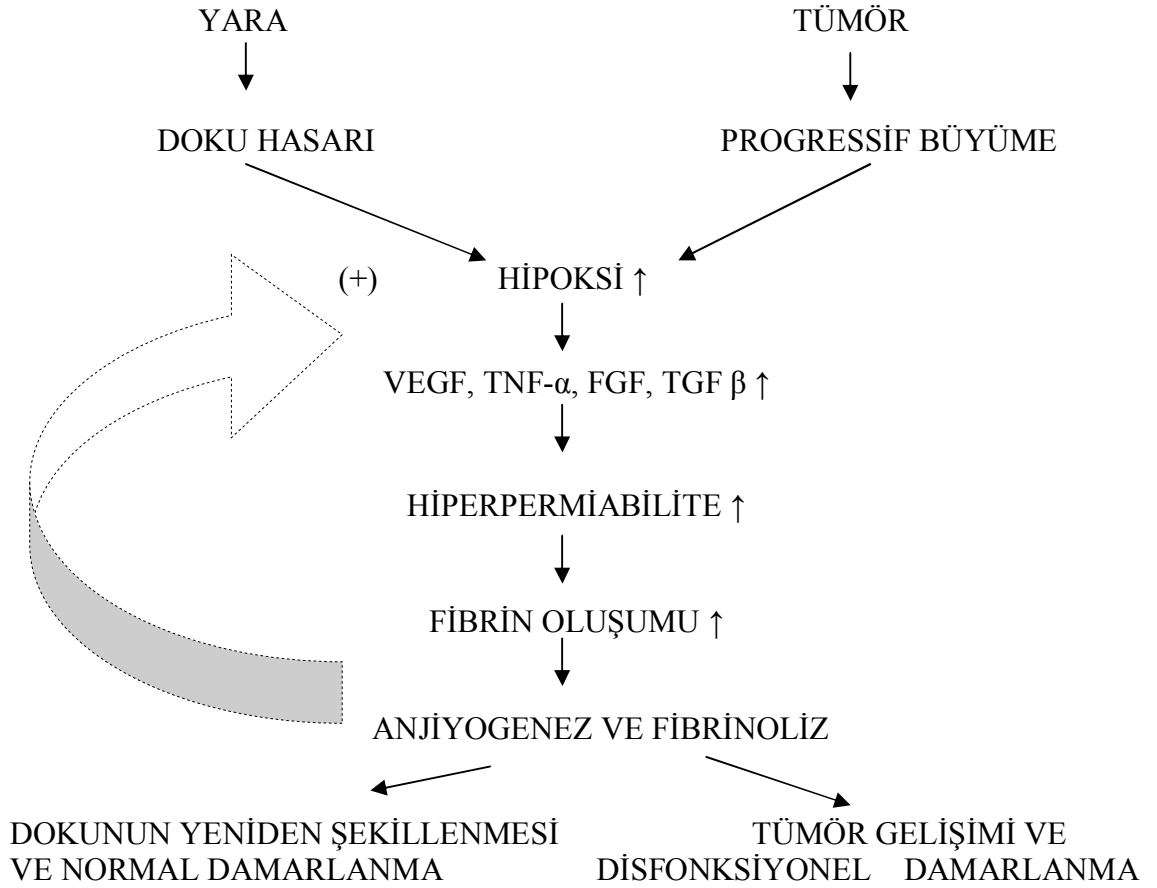 YARA
TÜMÖR
DOKU HASARI
PROGRESSİF BÜYÜME
(+)
HİPOKSİ ↑
VEGF, TNF-α, FGF, TGF β ↑
HİPERPERMİABİLİTE ↑
FİBRİN OLUŞUMU ↑
ANJİYOGENEZ VE FİBRİNOLİZ
DOKUNUN YENİDEN ŞEKİLLENMESİ
VE NORMAL DAMARLANMA
TÜMÖR GELİŞİMİ VE
DİSFONKSİYONEL DAMARLANMA